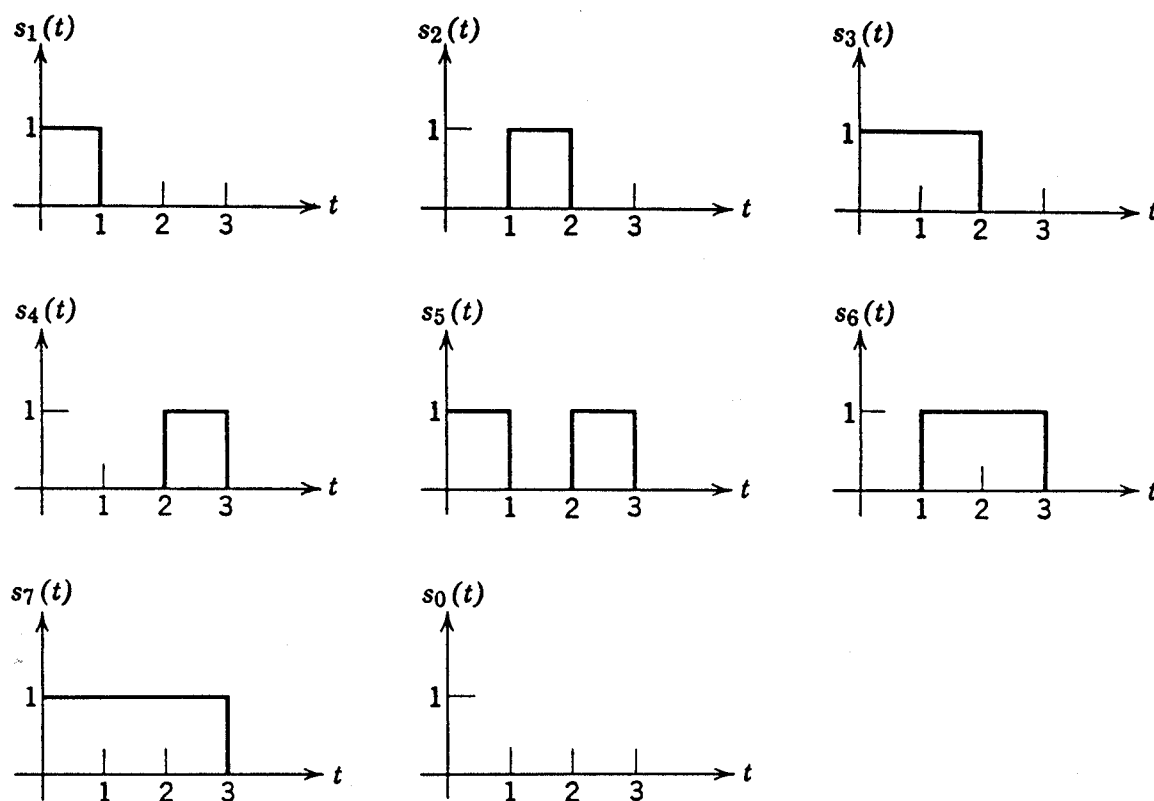 s1(t) s2(t) s3(t)
1 1 1
1 2 3 t 1 2 3 t 1 2 3 t
s4(t) s5(t) s6(t)
1 1 1
1 2 3 t 1 2 3 t 1 2 3 t
s7(t) s0(t)
1 1
1 2 3 t 1 2 3 t